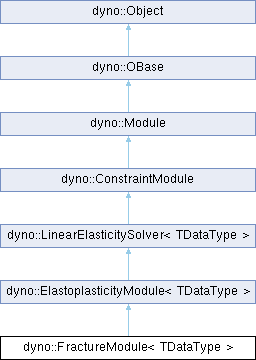 dyno::Object
dyno::OBase
dyno::Module
dyno::ConstraintModule
dyno::LinearElasticitySolver< TDataType >
dyno::ElastoplasticityModule< TDataType >
dyno::FractureModule< TDataType >